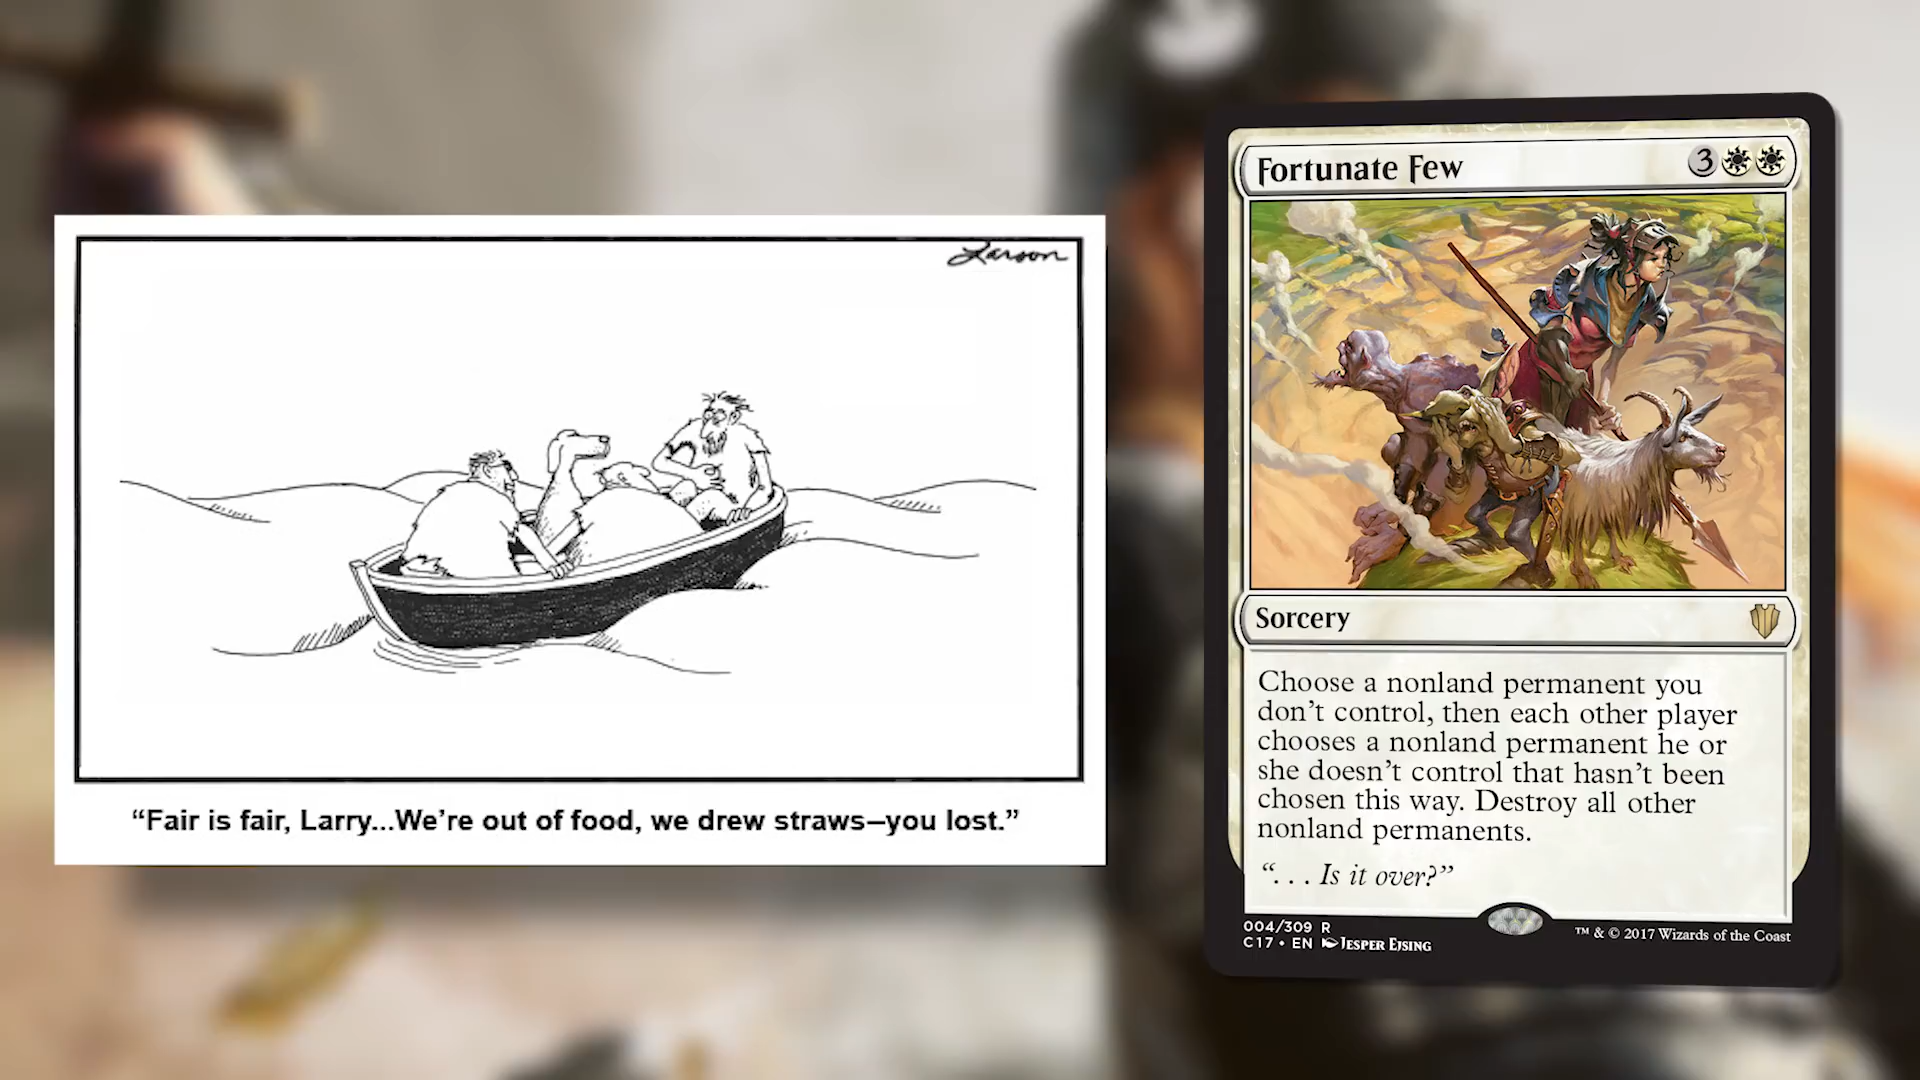 Larson
“Fair is fair, Larry...We’re out of food, we drew straws–you lost.”
Fortunate Few
3
Sorcery
Choose a nonland permanent you
don’t control, then each other player
chooses a nonland permanent he or
she doesn’t control that hasn’t been
chosen this way. Destroy all other
nonland permanents.
“. . . Is it over?”
004/309 R
C17 • EN Jesper Ejsing
™ & © 2017 Wizards of the Coast